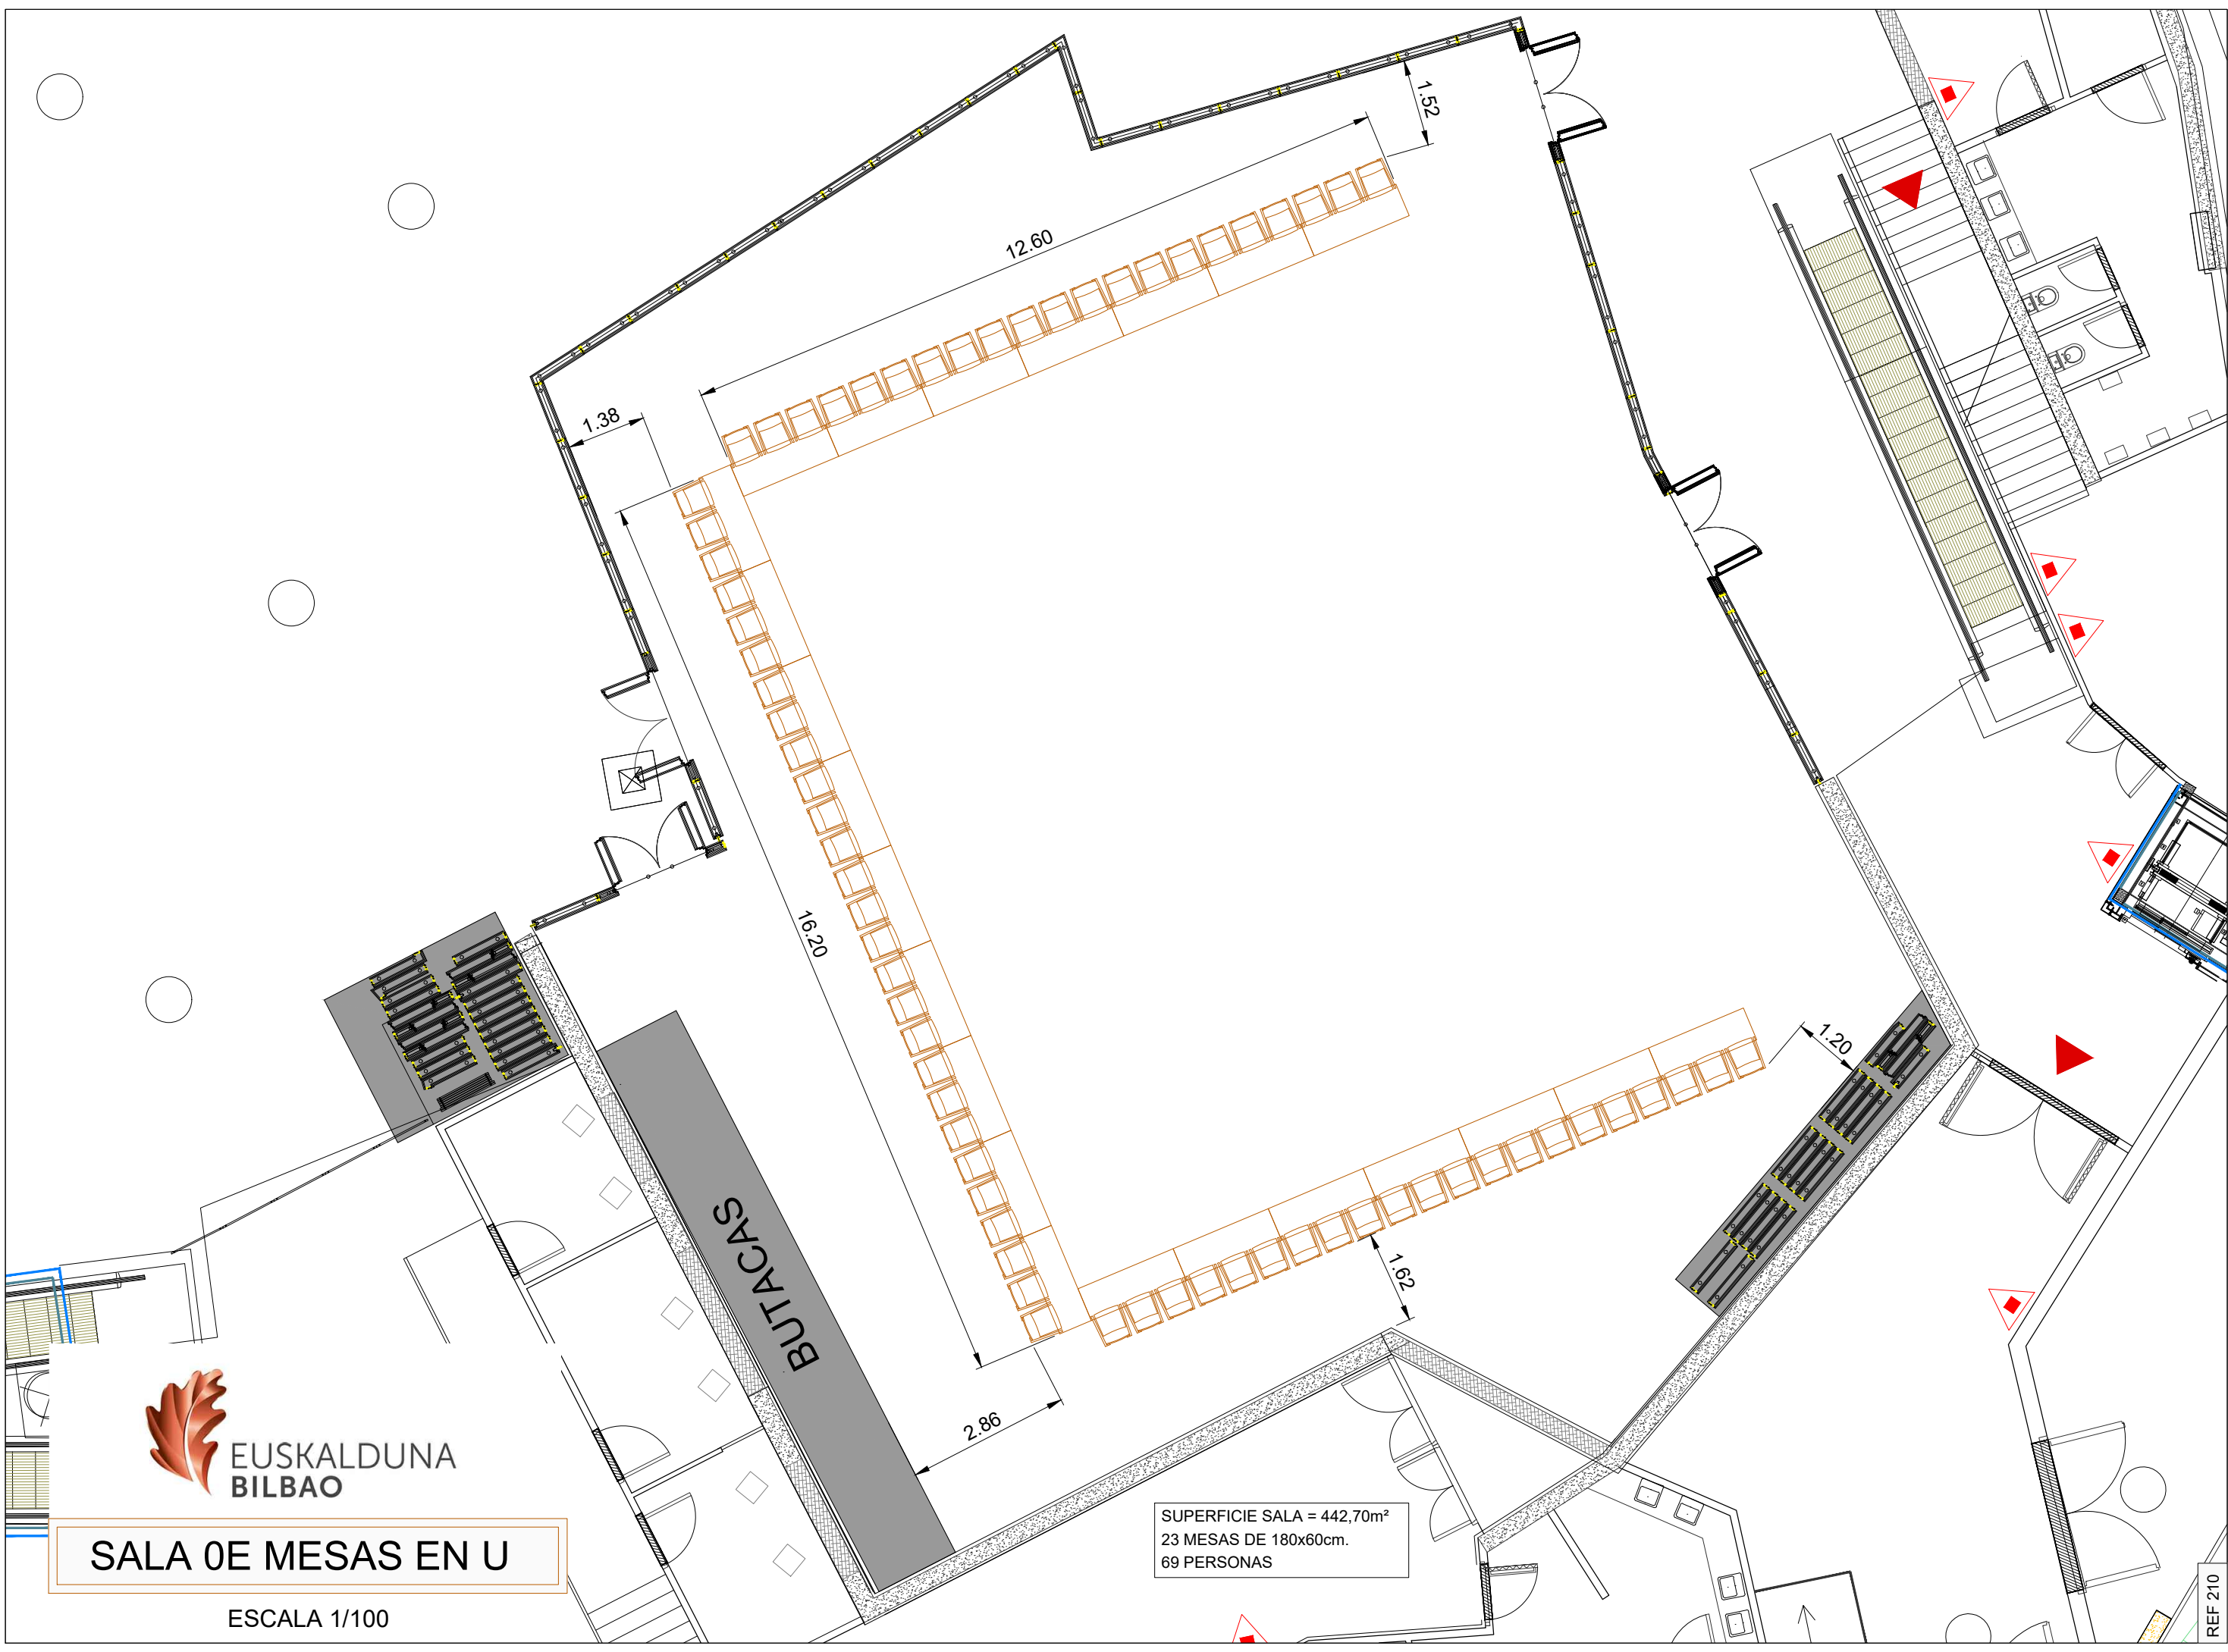 1.52
12.60
1.38
16.20
1.20
1.62
2.86
BUTACAS
EUSKALDUNA
BILBAO
SALA 0E MESAS EN U
ESCALA 1/100
SUPERFICIE SALA = 442,70m²
23 MESAS DE 180x60cm.
69 PERSONAS
REF 210